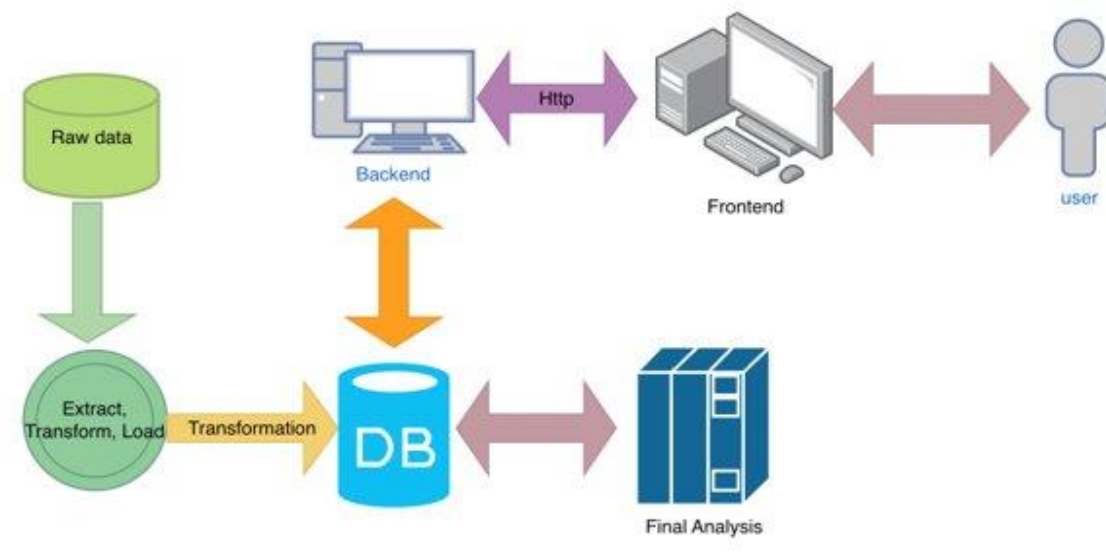 Raw data
Http
Backend
Frontend
user
Extract,
Transform, Load
Transformation
DB
Final Analysis